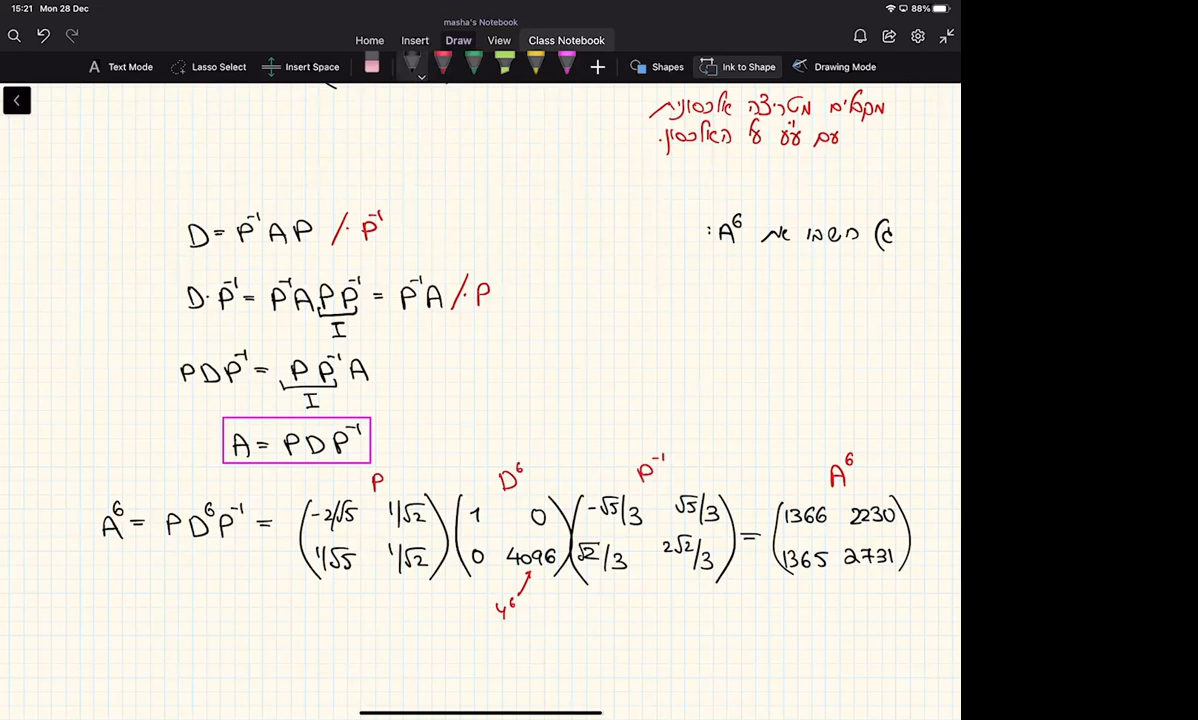 15:21 Mon 28 Dec 88%
masha's Notebook
Home Insert Draw View Class Notebook
Text Mode Lasso Select Insert Space Shapes Ink to Shape Drawing Mode
מקבלים מטריצה אלכסונית
עם ע"ע על האלכסון.
ג) חשבו את A⁶:
D = P⁻¹AP /· P⁻¹
D·P⁻¹ = P⁻¹APP⁻¹ = P⁻¹A /· P
I
PDP⁻¹ = PP⁻¹A
I
A = PDP⁻¹
P D⁶ P⁻¹ A⁶
A⁶ = PD⁶P⁻¹ = (-2/√5 1/√2) (1 0) (-√5/3 √5/3) = (1366 2230)
(1/√5 1/√2) (0 4096) (√2/3 2√2/3) (1365 2731)
4⁶